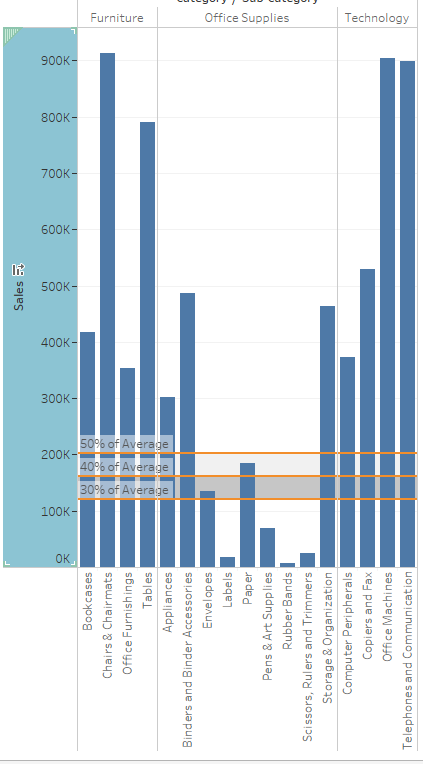 Category / Sub-Category
Furniture
Office Supplies
Technology
Sales
900K
800K
700K
600K
500K
400K
300K
200K
100K
0K
50% of Average
40% of Average
30% of Average
Bookcases
Chairs & Chairmats
Office Furnishings
Tables
Appliances
Binders and Binder Accessories
Envelopes
Labels
Paper
Pens & Art Supplies
Rubber Bands
Scissors, Rulers and Trimmers
Storage & Organization
Computer Peripherals
Copiers and Fax
Office Machines
Telephones and Communication